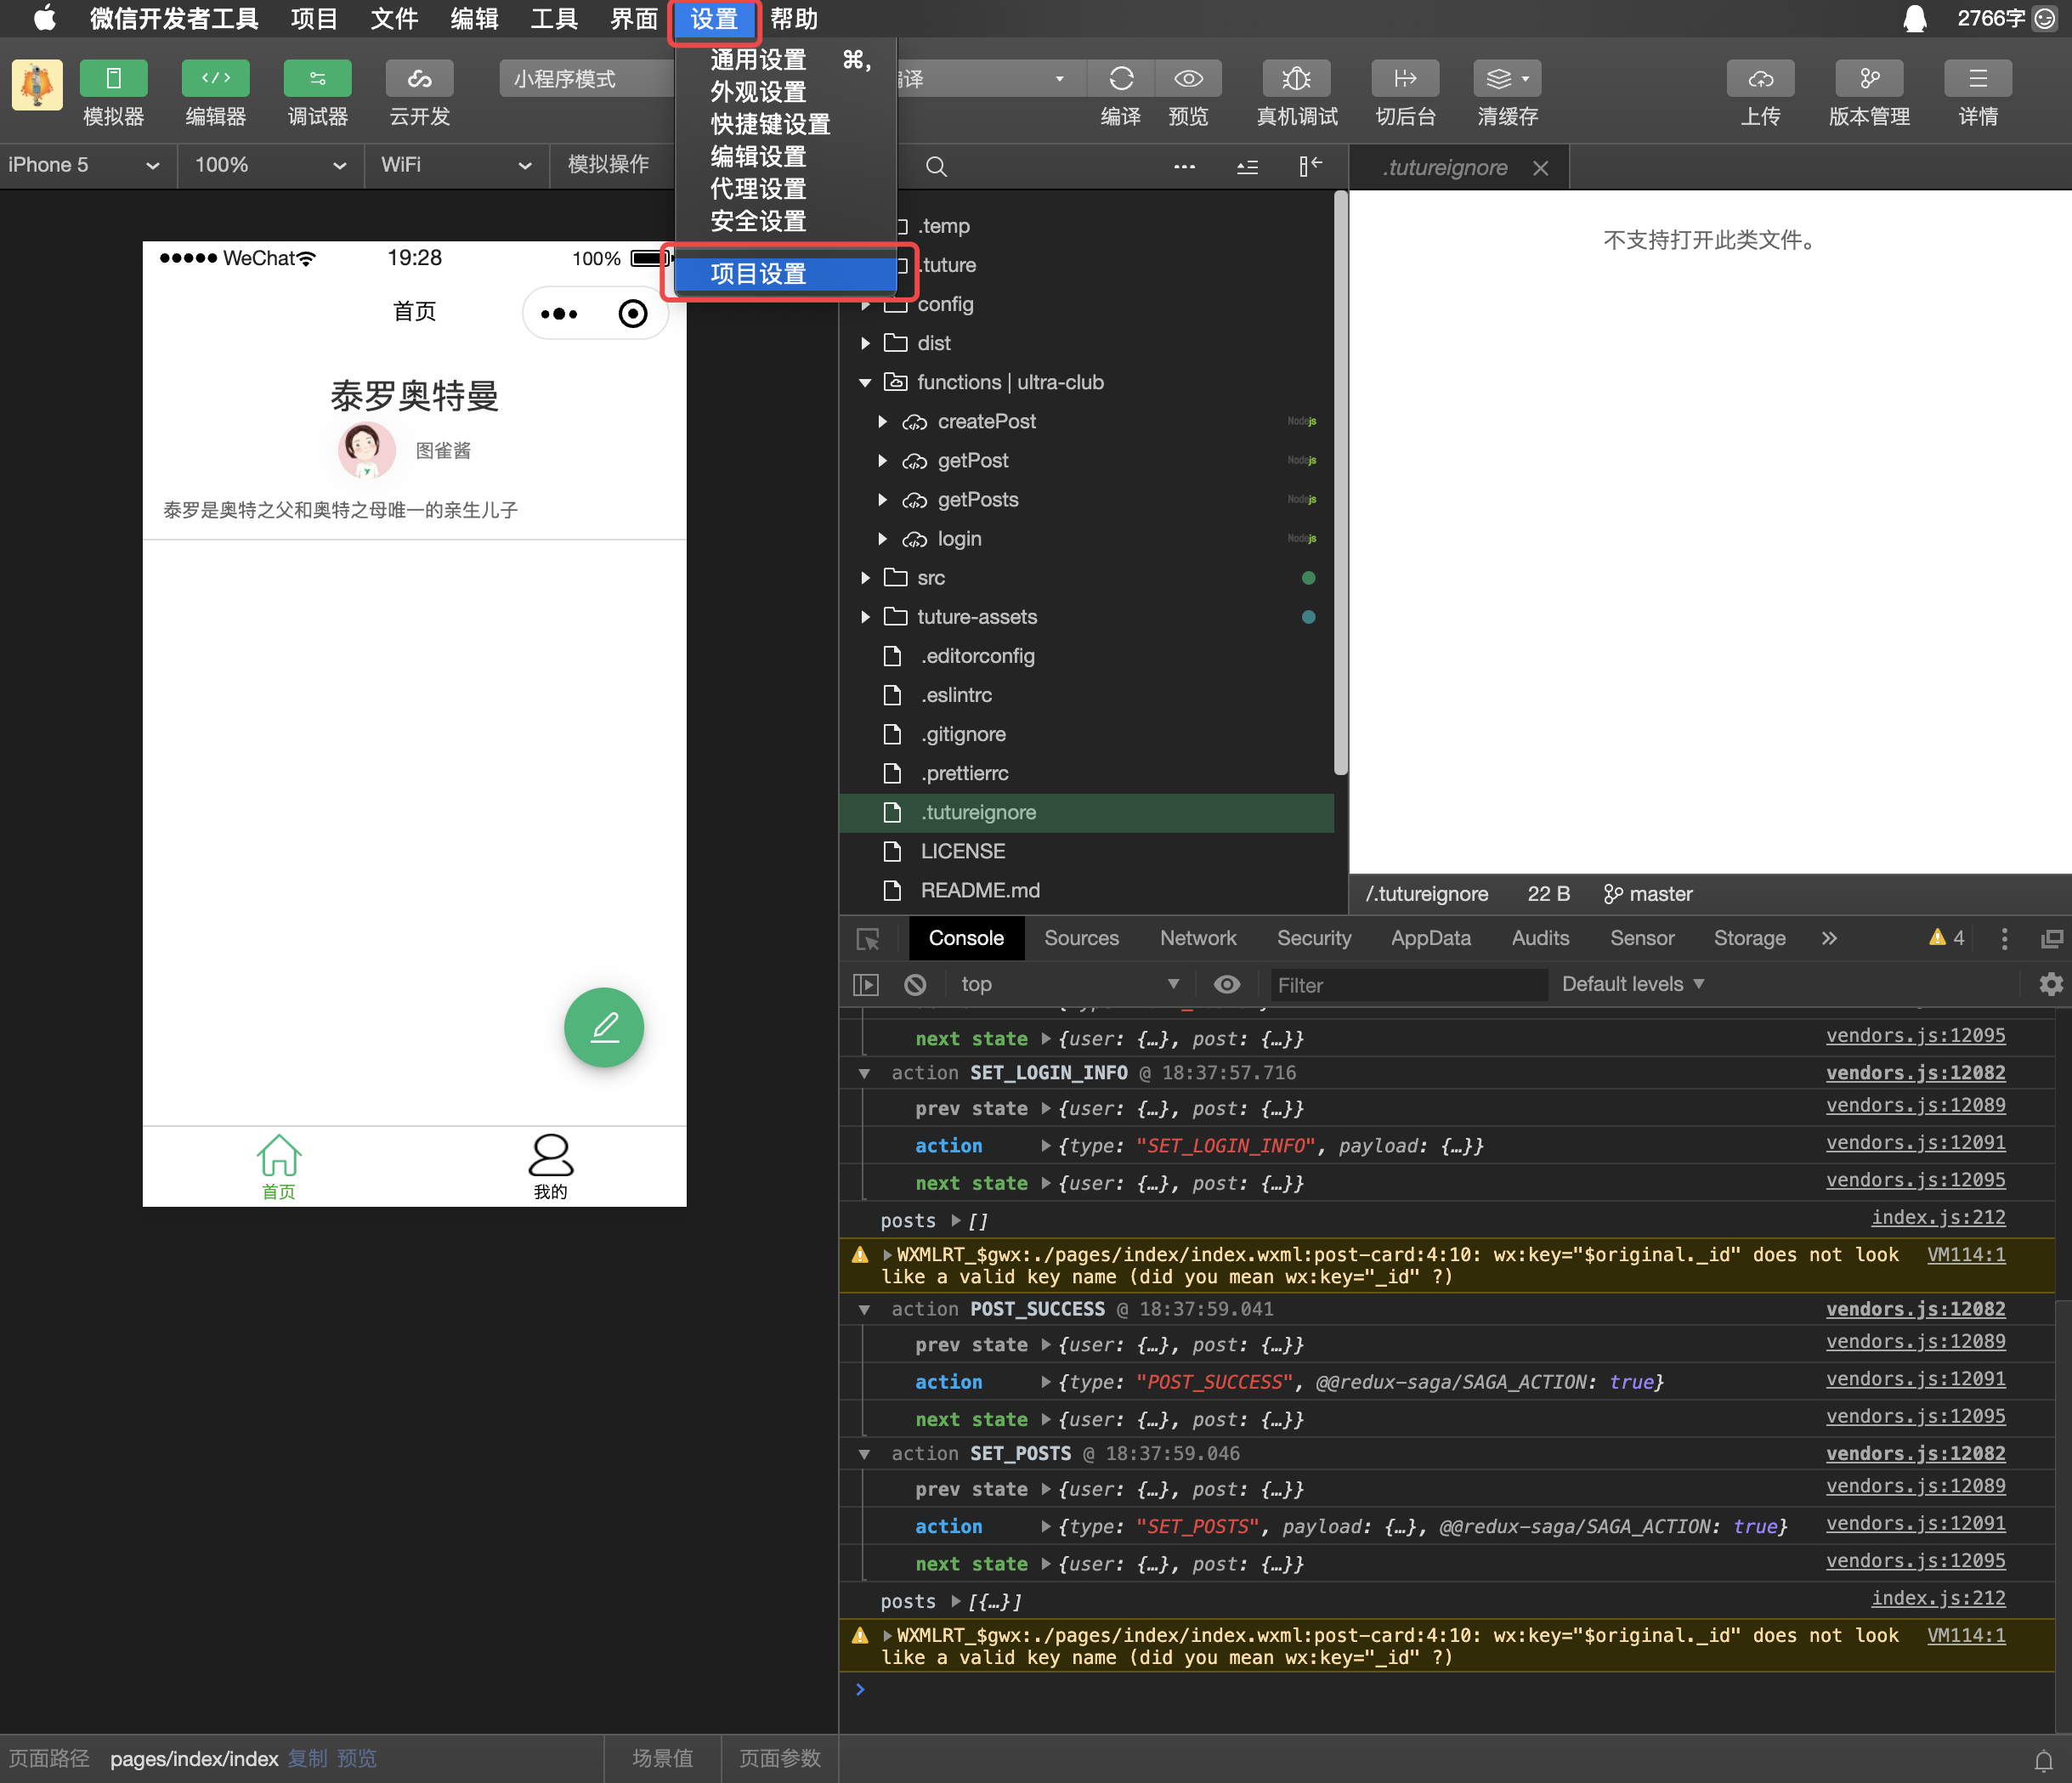 微信开发者工具 项目 文件 编辑 工具 界面 设置 帮助 2766字
通用设置 ⌘,
外观设置
快捷键设置
编辑设置
代理设置
安全设置
项目设置
小程序模式 译
模拟器 编辑器 调试器 云开发 编译 预览 真机调试 切后台 清缓存 上传 版本管理 详情
iPhone 5 100% WiFi 模拟操作
.tutureignore
不支持打开此类文件。
WeChat 19:28 100%
首页
泰罗奥特曼
图雀酱
泰罗是奥特之父和奥特之母唯一的亲生儿子
首页 我的
.temp
.tuture
config
dist
functions | ultra-club
createPost Nodejs
getPost Nodejs
getPosts Nodejs
login Nodejs
src
tuture-assets
.editorconfig
.eslintrc
.gitignore
.prettierrc
.tutureignore
LICENSE
README.md
/.tutureignore 22 B master
Console Sources Network Security AppData Audits Sensor Storage » 4
top Filter Default levels
next state {user: {…}, post: {…}} vendors.js:12095
action SET_LOGIN_INFO @ 18:37:57.716 vendors.js:12082
prev state {user: {…}, post: {…}} vendors.js:12089
action {type: "SET_LOGIN_INFO", payload: {…}} vendors.js:12091
next state {user: {…}, post: {…}} vendors.js:12095
posts [] index.js:212
WXMLRT_$gwx:./pages/index/index.wxml:post-card:4:10: wx:key="$original._id" does not look VM114:1
like a valid key name (did you mean wx:key="_id" ?)
action POST_SUCCESS @ 18:37:59.041 vendors.js:12082
prev state {user: {…}, post: {…}} vendors.js:12089
action {type: "POST_SUCCESS", @@redux-saga/SAGA_ACTION: true} vendors.js:12091
next state {user: {…}, post: {…}} vendors.js:12095
action SET_POSTS @ 18:37:59.046 vendors.js:12082
prev state {user: {…}, post: {…}} vendors.js:12089
action {type: "SET_POSTS", payload: {…}, @@redux-saga/SAGA_ACTION: true} vendors.js:12091
next state {user: {…}, post: {…}} vendors.js:12095
posts [{…}] index.js:212
WXMLRT_$gwx:./pages/index/index.wxml:post-card:4:10: wx:key="$original._id" does not look VM114:1
like a valid key name (did you mean wx:key="_id" ?)
页面路径 pages/index/index 复制 预览 场景值 页面参数